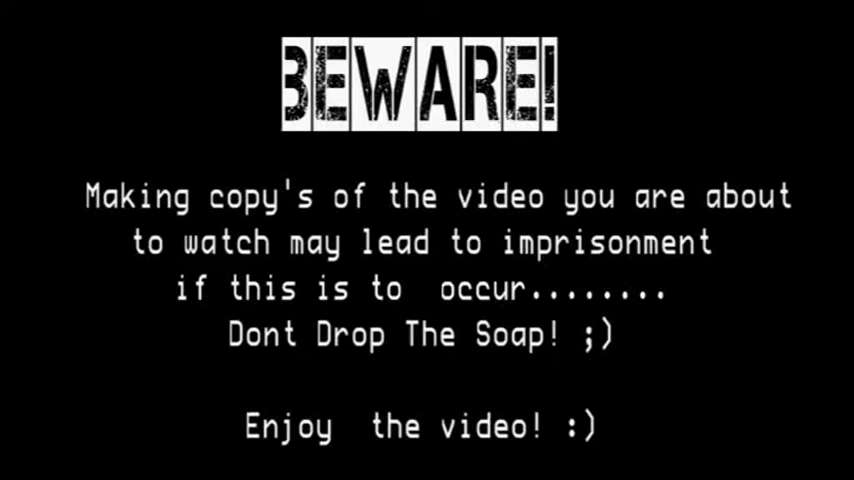 BEWARE!
Making copy's of the video you are about
to watch may lead to imprisonment
if this is to occur........
Dont Drop The Soap! ;)
Enjoy the video! :)